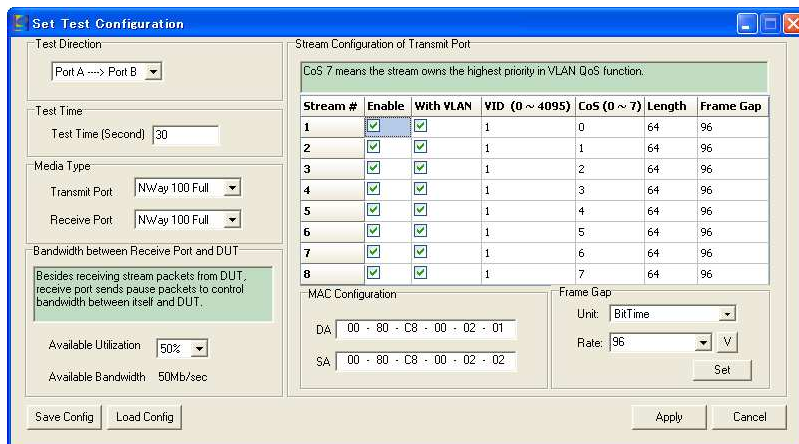 Set Test Configuration
Test Direction
Port A ----> Port B
Test Time
Test Time (Second) 30
Media Type
Transmit Port NWay 100 Full
Receive Port NWay 100 Full
Bandwidth between Receive Port and DUT
Besides receiving stream packets from DUT,
receive port sends pause packets to control
bandwidth between itself and DUT.
Available Utilization 50%
Available Bandwidth 50Mb/sec
Stream Configuration of Transmit Port
CoS 7 means the stream owns the highest priority in VLAN QoS function.
Stream # Enable With VLAN VID (0 ~ 4095) CoS (0 ~ 7) Length Frame Gap
1 1 0 64 96
2 1 1 64 96
3 1 2 64 96
4 1 3 64 96
5 1 4 64 96
6 1 5 64 96
7 1 6 64 96
8 1 7 64 96
MAC Configuration
DA 00 - 80 - C8 - 00 - 02 - 01
SA 00 - 80 - C8 - 00 - 02 - 02
Frame Gap
Unit: BitTime
Rate: 96 V
Set
Save Config Load Config Apply Cancel